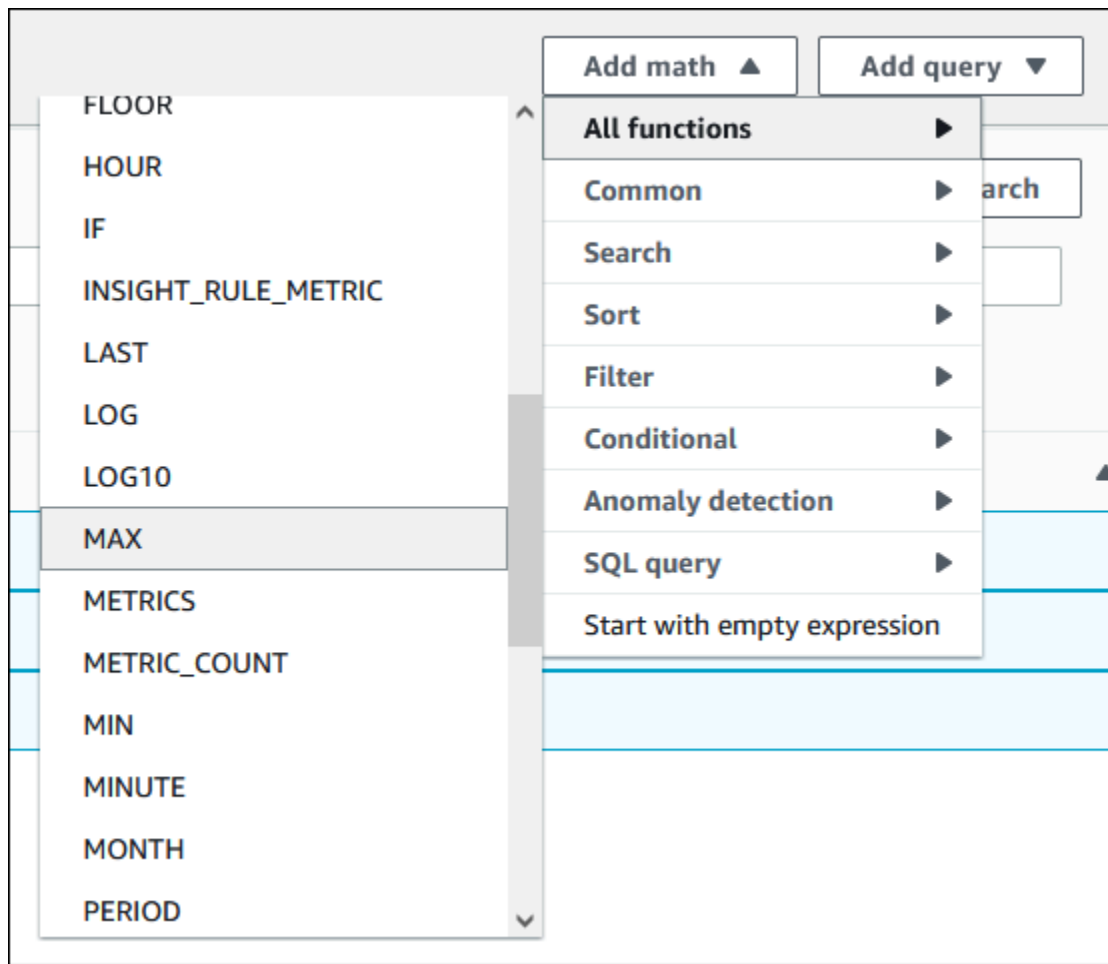 Add math ▲
Add query ▼
FLOOR
HOUR
IF
INSIGHT_RULE_METRIC
LAST
LOG
LOG10
MAX
METRICS
METRIC_COUNT
MIN
MINUTE
MONTH
PERIOD
All functions
Common
Search
Sort
Filter
Conditional
Anomaly detection
SQL query
Start with empty expression
arch